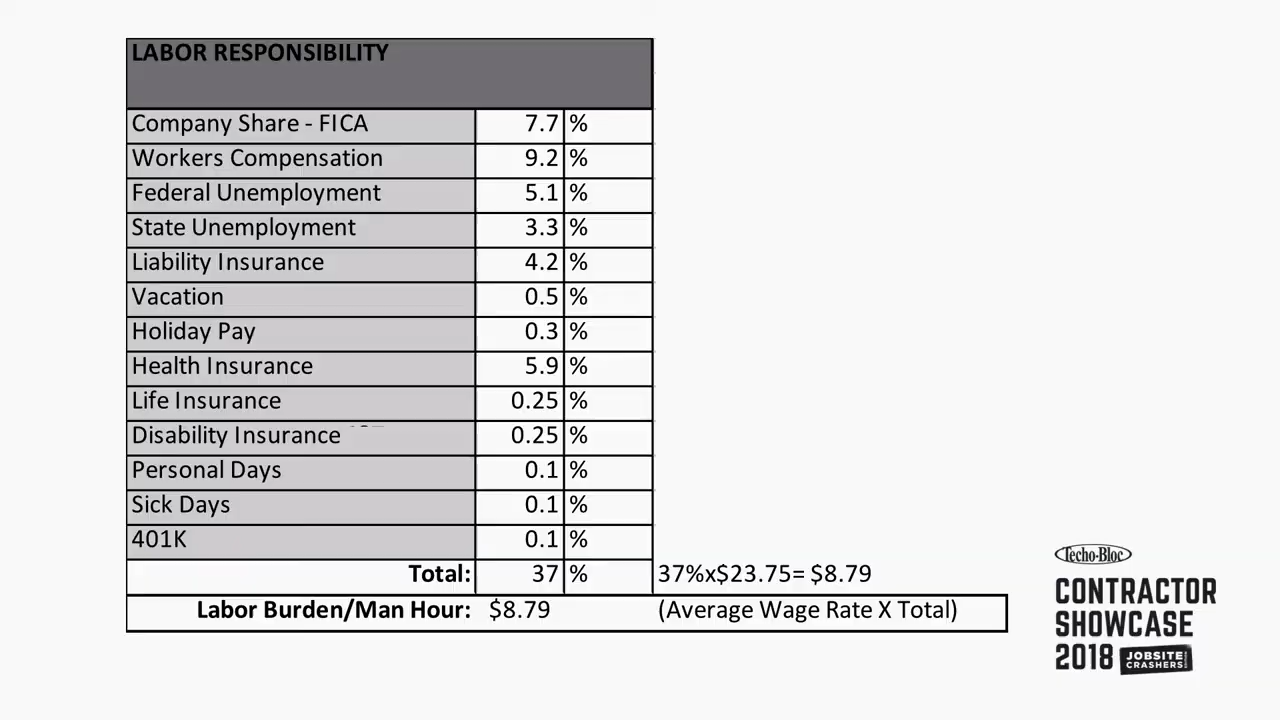 LABOR RESPONSIBILITY
Company Share - FICA 7.7 %
Workers Compensation 9.2 %
Federal Unemployment 5.1 %
State Unemployment 3.3 %
Liability Insurance 4.2 %
Vacation 0.5 %
Holiday Pay 0.3 %
Health Insurance 5.9 %
Life Insurance 0.25 %
Disability Insurance 0.25 %
Personal Days 0.1 %
Sick Days 0.1 %
401K 0.1 %
Total: 37 % 37%x$23.75= $8.79
Labor Burden/Man Hour: $8.79 (Average Wage Rate X Total)
Techo-Bloc
CONTRACTOR
SHOWCASE
2018 JOBSITE
CRASHERS